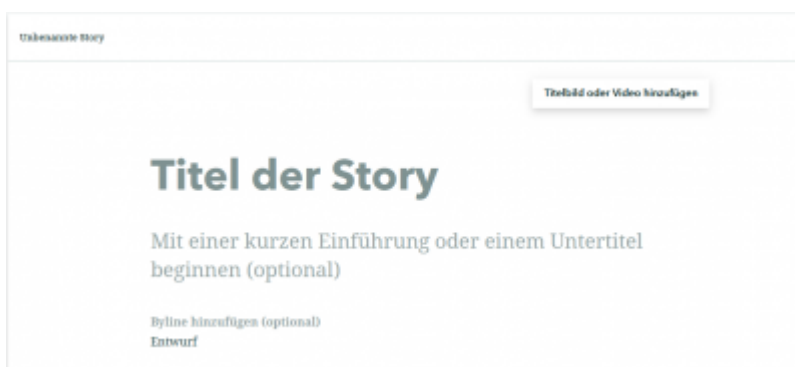 Unbenannte Story
Titelbild oder Video hinzufügen
Titel der Story
Mit einer kurzen Einführung oder einem Untertitel
beginnen (optional)
Byline hinzufügen (optional)
Entwurf